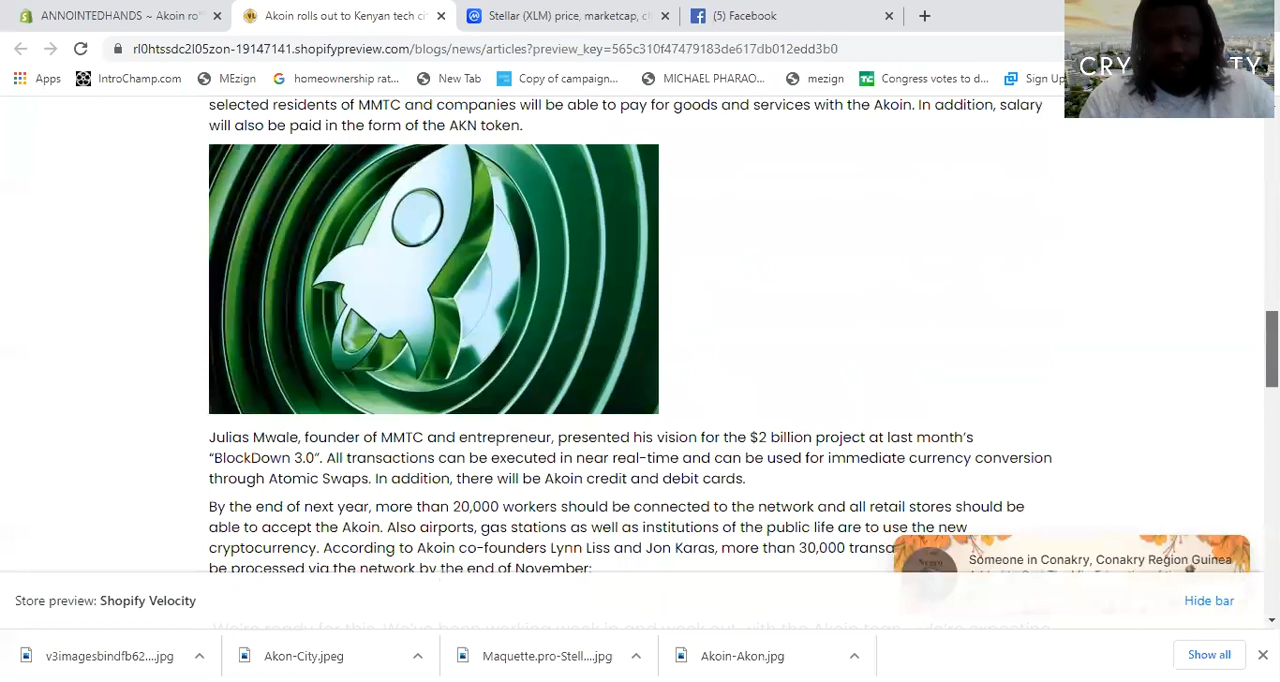 ANNOINTEDHANDS ~ Akoin ro
Akoin rolls out to Kenyan tech ci
Stellar (XLM) price, marketcap, ch
(5) Facebook
rl0htssdc2l05zon-19147141.shopifypreview.com/blogs/news/articles?preview_key=565c310f47479183de617db012edd3b0
Apps IntroChamp.com MEzign homeownership rat... New Tab Copy of campaign... MICHAEL PHARAO... mezign Congress votes to d... Sign Up
CRY TY
selected residents of MMTC and companies will be able to pay for goods and services with the Akoin. In addition, salary
will also be paid in the form of the AKN token.
Julias Mwale, founder of MMTC and entrepreneur, presented his vision for the $2 billion project at last month's
"BlockDown 3.0". All transactions can be executed in near real-time and can be used for immediate currency conversion
through Atomic Swaps. In addition, there will be Akoin credit and debit cards.
By the end of next year, more than 20,000 workers should be connected to the network and all retail stores should be
able to accept the Akoin. Also airports, gas stations as well as institutions of the public life are to use the new
cryptocurrency. According to Akoin co-founders Lynn Liss and Jon Karas, more than 30,000 transa
be processed via the network by the end of November:
Someone in Conakry, Conakry Region Guinea
Store preview: Shopify Velocity
Hide bar
v3imagesbindfb62....jpg
Akon-City.jpeg
Maquette.pro-Stell....jpg
Akoin-Akon.jpg
Show all